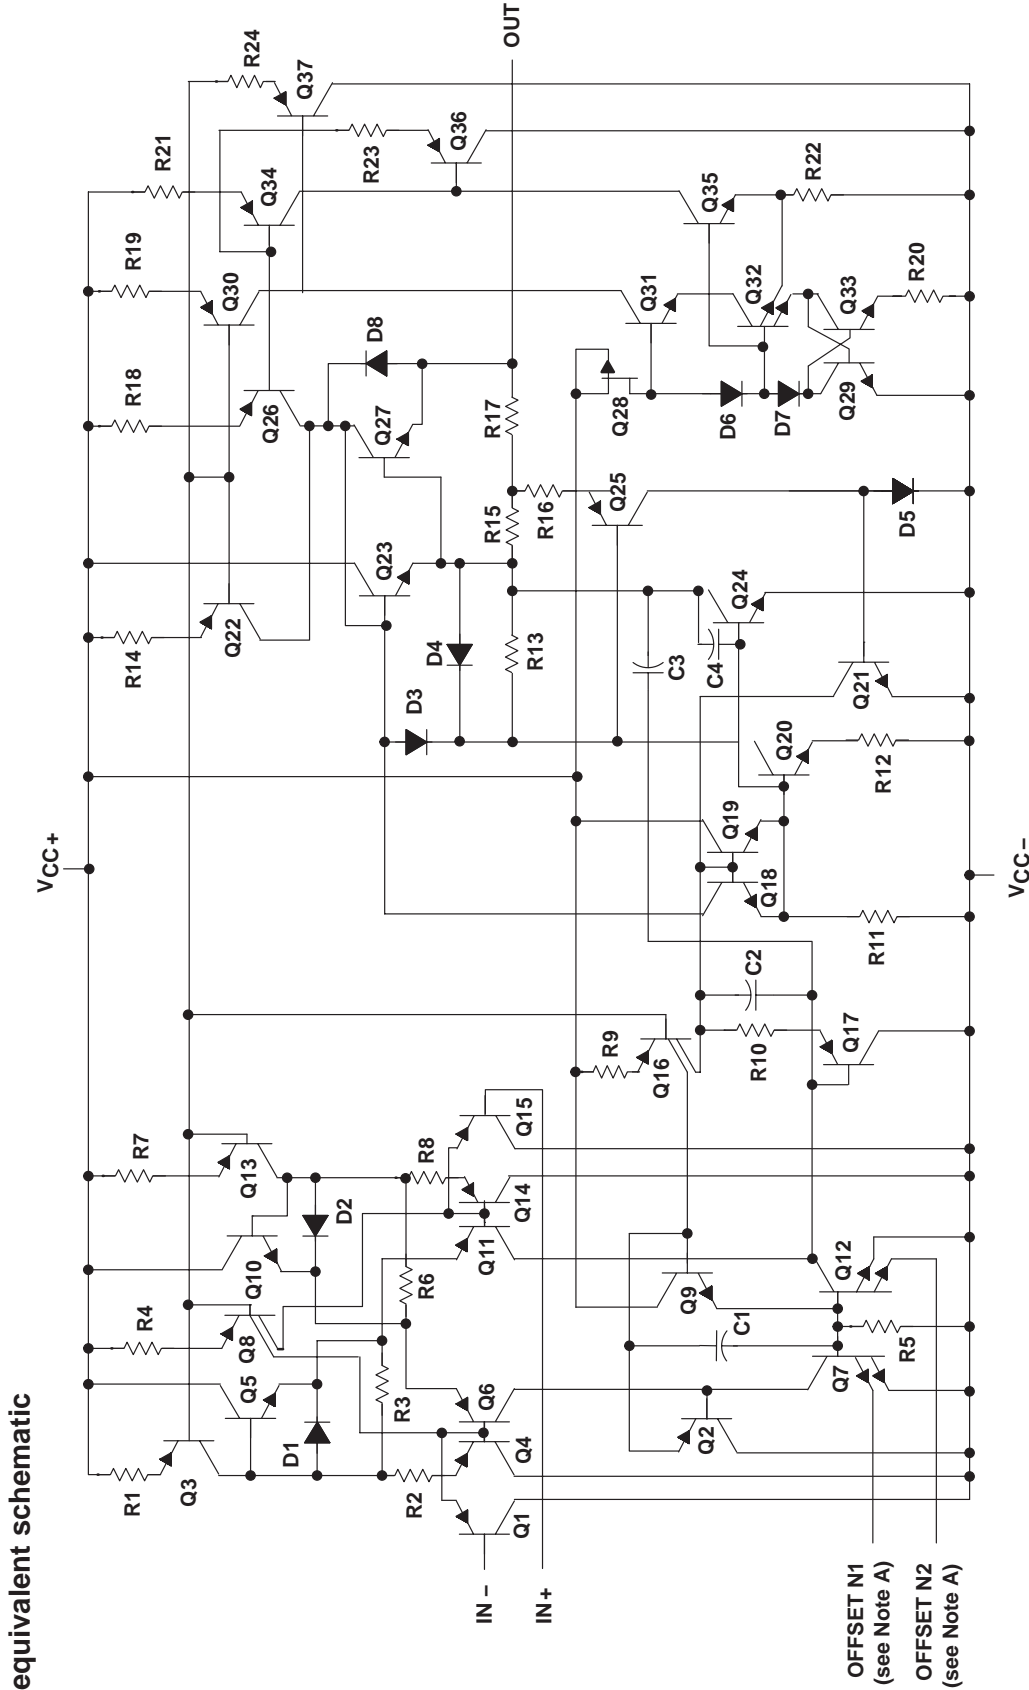 equivalent schematic
VCC+
R1
R4
R7
R14
R18
R19
R21
R24
Q3
Q5
Q8
Q10
Q13
Q22
Q26
Q30
Q34
Q37
D1
D2
D3
D4
Q23
Q27
D8
R23
Q36
R2
R3
R6
R8
R13
R15
R17
OUT
IN –
Q1
Q4
Q6
Q11
Q14
Q15
R16
IN+
R9
Q28
Q25
Q31
Q35
Q2
Q9
C1
Q16
C3
C4
Q24
D6
Q32
R22
R10
C2
Q18
Q19
Q20
D7
Q7
Q12
Q17
Q21
Q29
Q33
R5
R11
R12
D5
R20
OFFSET N1
(see Note A)
OFFSET N2
(see Note A)
VCC–